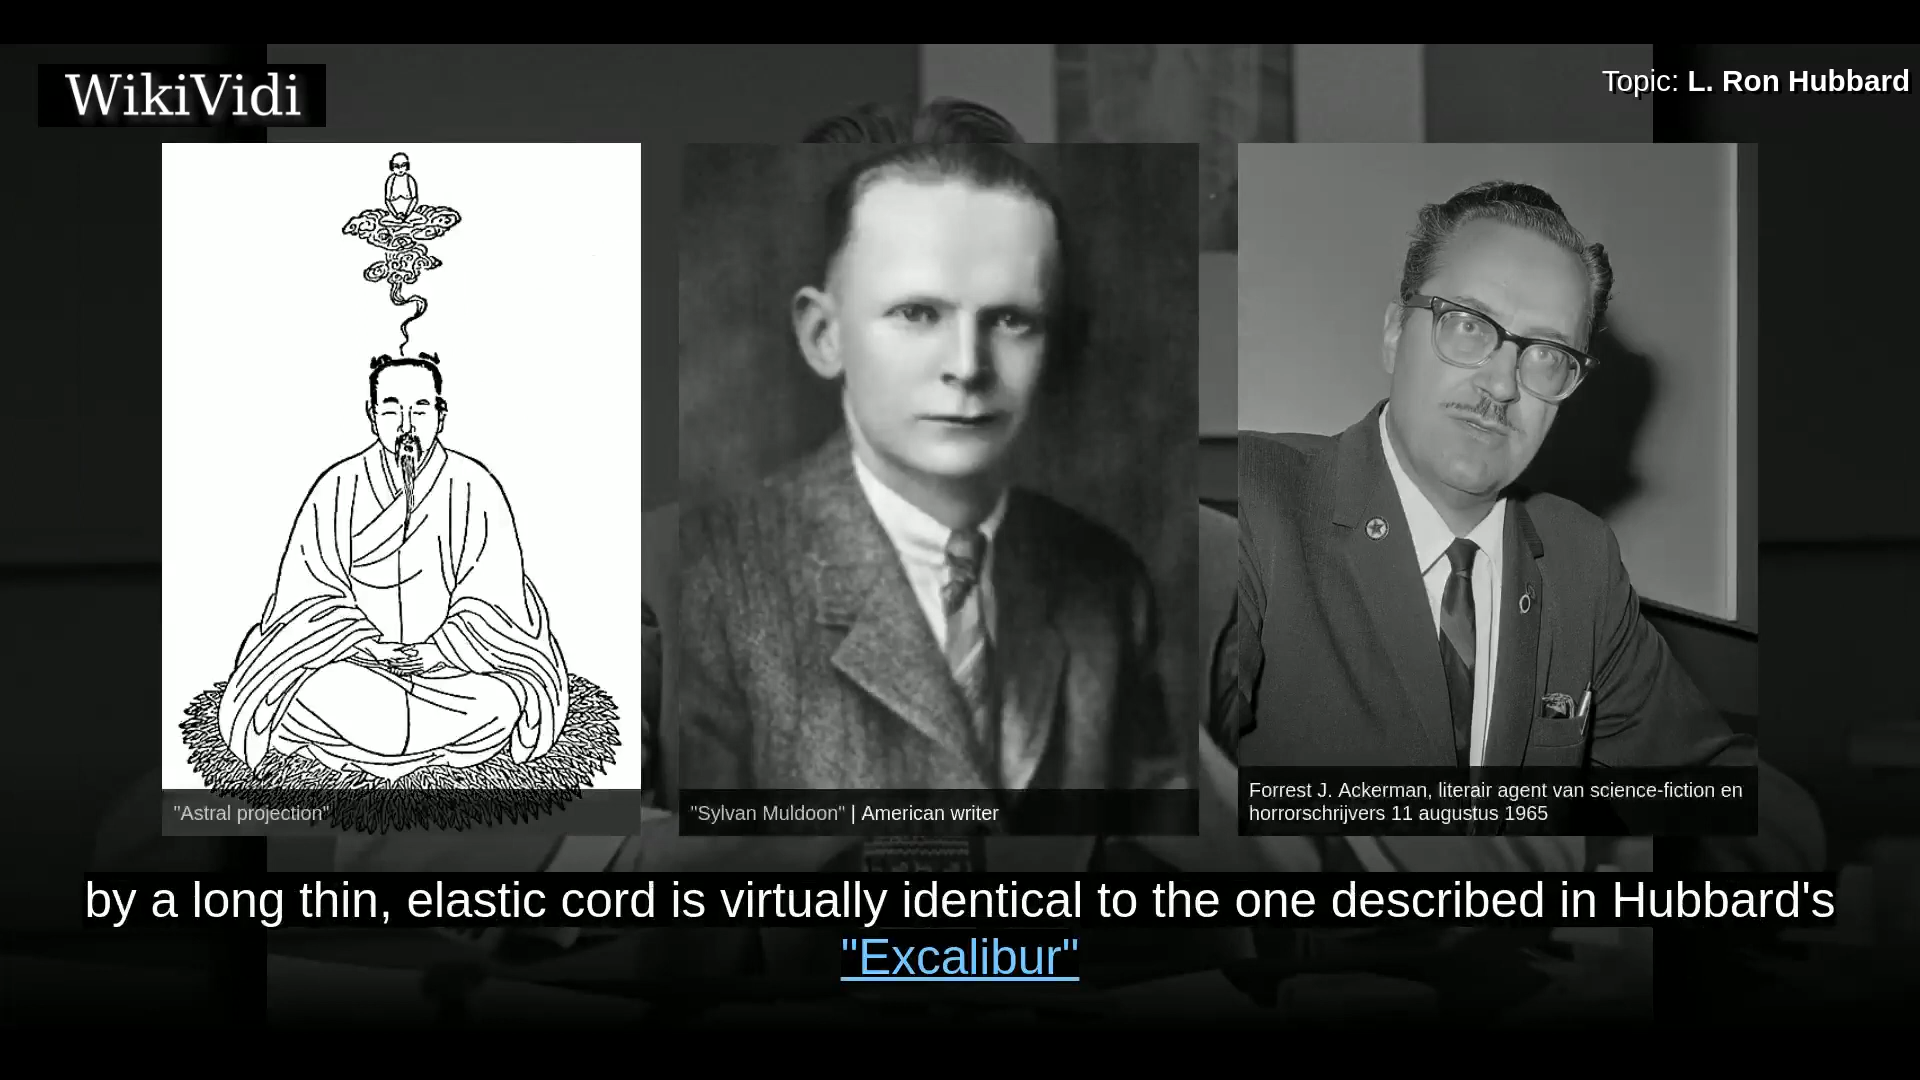 WikiVidi
Topic: L. Ron Hubbard
"Astral projection"
"Sylvan Muldoon" | American writer
Forrest J. Ackerman, literair agent van science-fiction en
horrorschrijvers 11 augustus 1965
by a long thin, elastic cord is virtually identical to the one described in Hubbard's
"Excalibur"